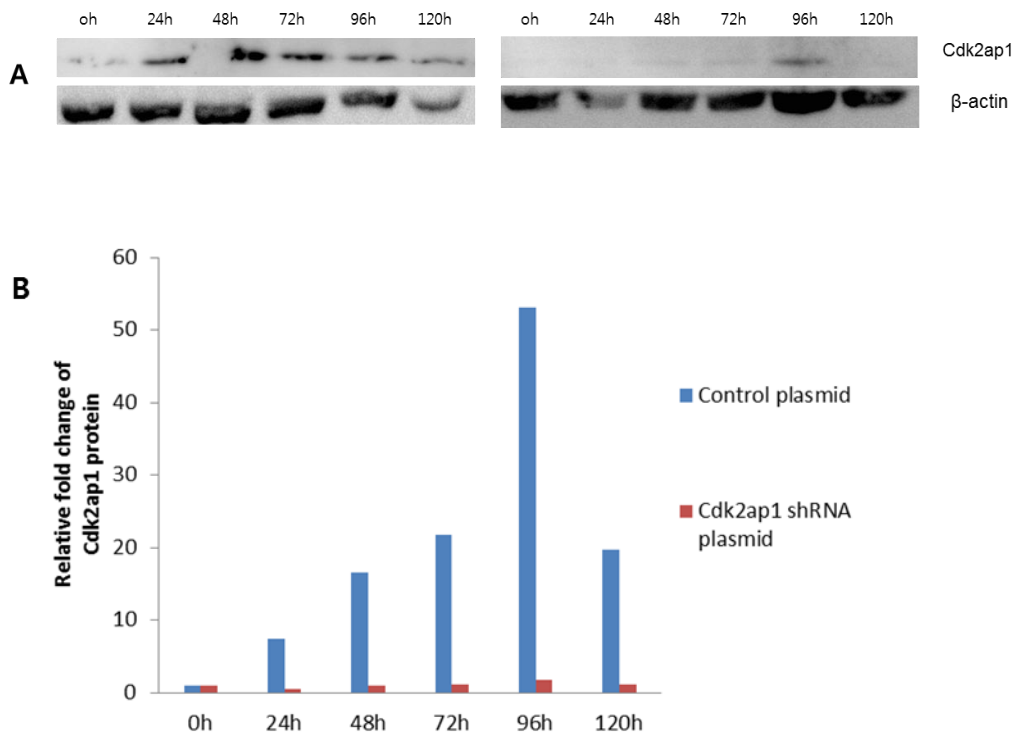 oh 24h 48h 72h 96h 120h oh 24h 48h 72h 96h 120h
Cdk2ap1
A
β-actin
B
60
50
40
30
20
10
0
Relative fold change of
Cdk2ap1 protein
0h 24h 48h 72h 96h 120h
Control plasmid
Cdk2ap1 shRNA
plasmid